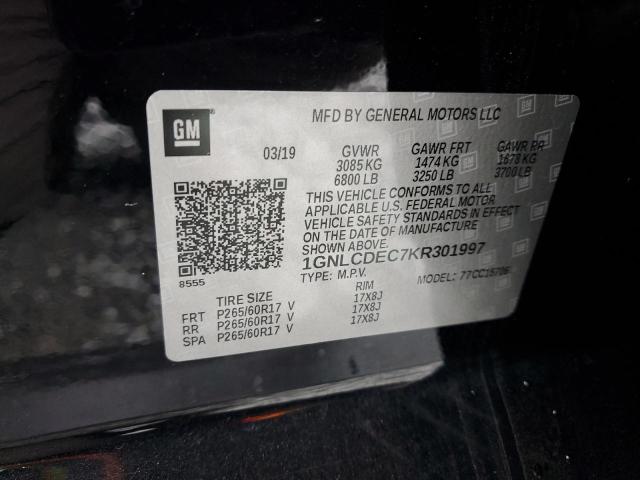 GM
MFD BY GENERAL MOTORS LLC
03/19 GVWR GAWR FRT GAWR RR
3085 KG 1474 KG 1678 KG
6800 LB 3250 LB 3700 LB
THIS VEHICLE CONFORMS TO ALL
APPLICABLE U.S. FEDERAL MOTOR
VEHICLE SAFETY STANDARDS IN EFFECT
ON THE DATE OF MANUFACTURE
SHOWN ABOVE.
1GNLCDEC7KR301997
8555
TYPE: M.P.V. MODEL: 77CC15706
TIRE SIZE RIM
FRT P265/60R17 V 17X8J
RR P265/60R17 V 17X8J
SPA P265/60R17 V 17X8J